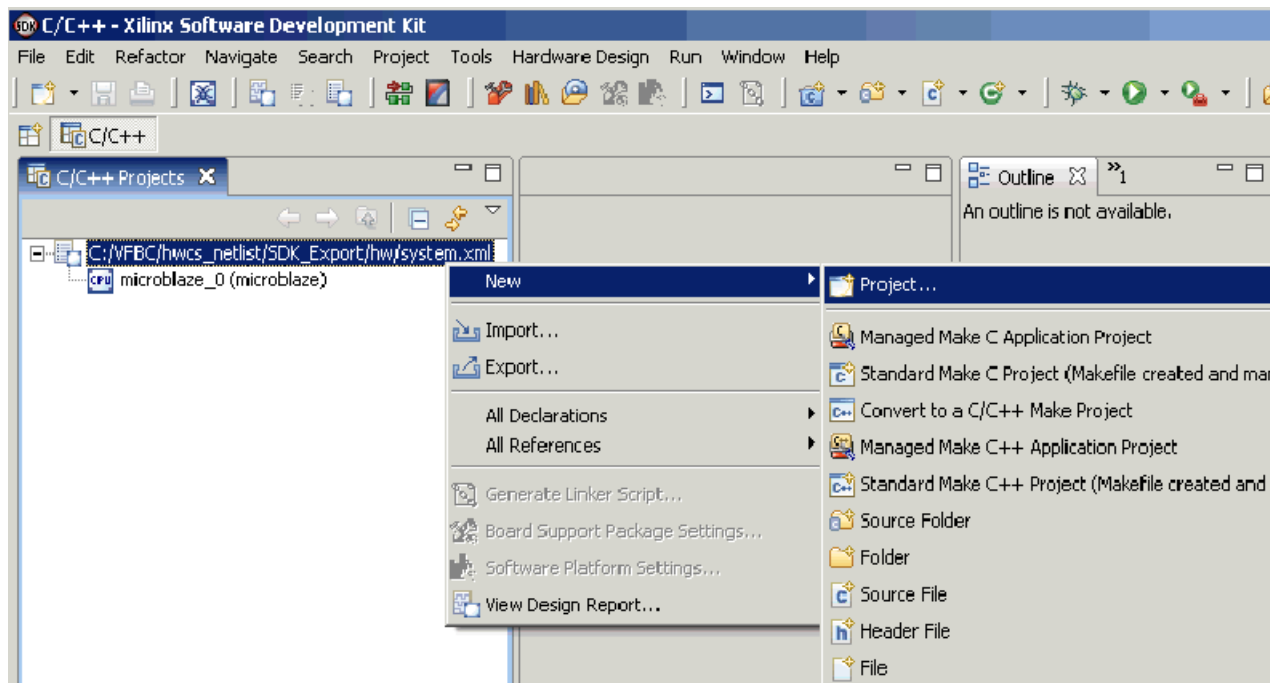 C/C++ - Xilinx Software Development Kit
File Edit Refactor Navigate Search Project Tools Hardware Design Run Window Help
C/C++
C/C++ Projects
Outline
1
An outline is not available.
C:/VFBC/hwcs_netlist/SDK_Export/hw/system.xml
microblaze_0 (microblaze)
New
Import...
Export...
All Declarations
All References
Generate Linker Script...
Board Support Package Settings...
Software Platform Settings...
View Design Report...
Project...
Managed Make C Application Project
Standard Make C Project (Makefile created and mar
Convert to a C/C++ Make Project
Managed Make C++ Application Project
Standard Make C++ Project (Makefile created and
Source Folder
Folder
Source File
Header File
File